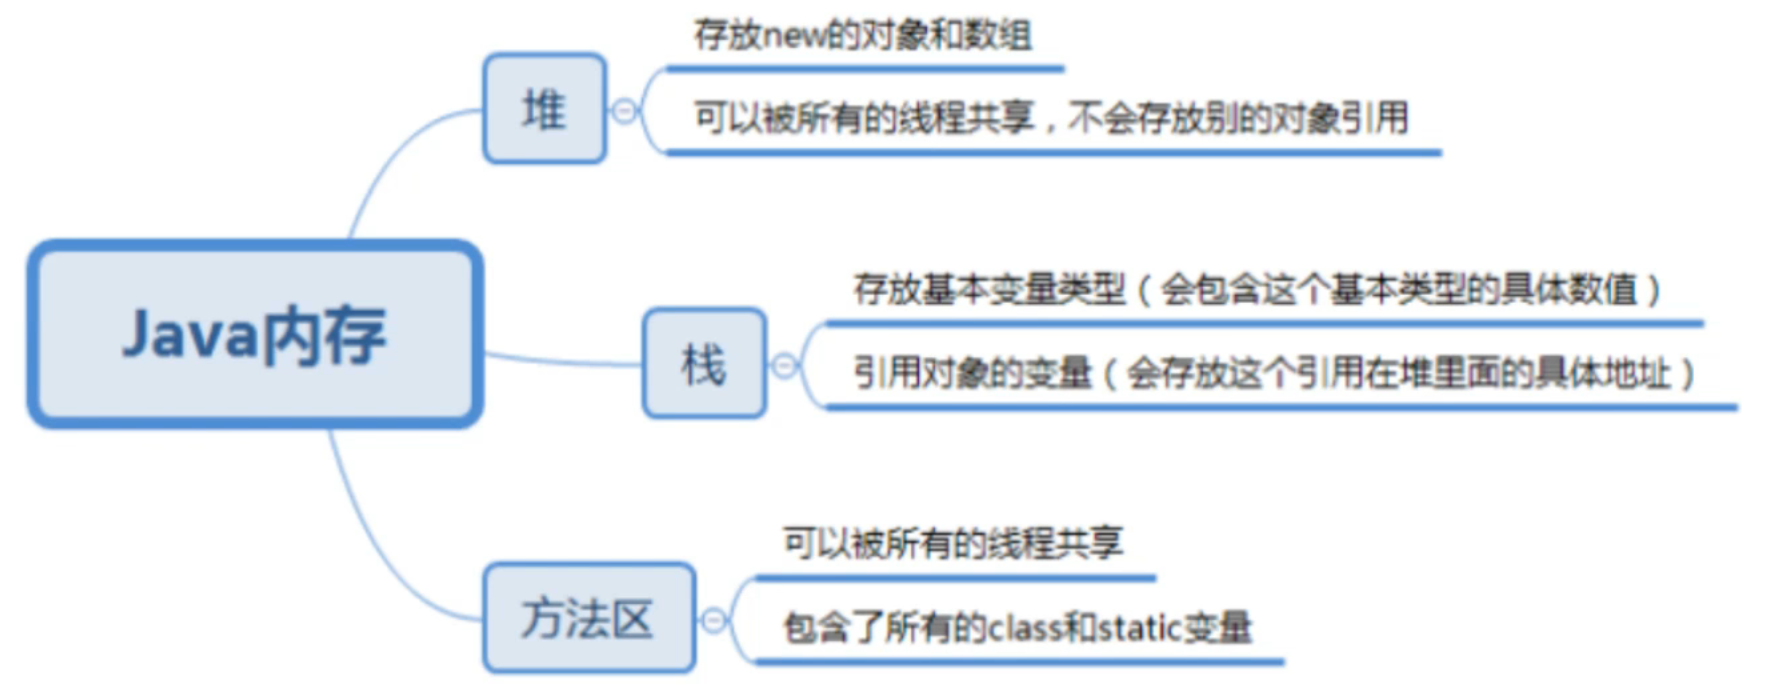 Java内存
堆
存放new的对象和数组
可以被所有的线程共享，不会存放别的对象引用
栈
存放基本变量类型（会包含这个基本类型的具体数值）
引用对象的变量（会存放这个引用在堆里面的具体地址）
方法区
可以被所有的线程共享
包含了所有的class和static变量